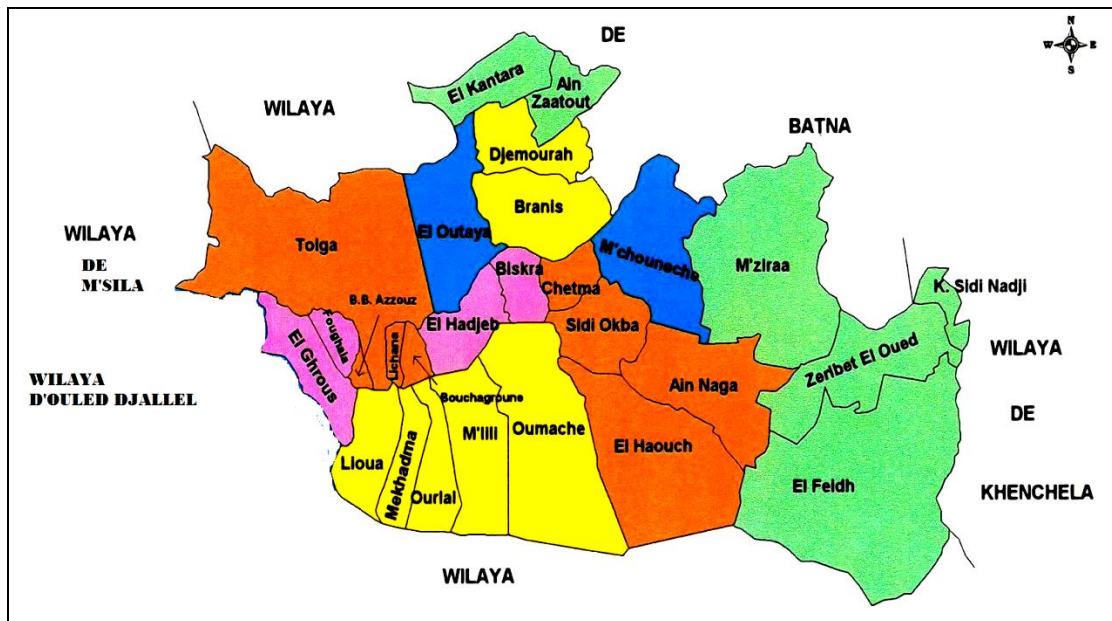 DE
N
W E
S
WILAYA
El Kantara
Ain
Zaatout
BATNA
Djemourah
Branis
El Outaya
M'chouneche
Tolga
WILAYA
DE
M'SILA
M'ziraa
K. Sidi Nadji
Biskra
Chetma
B.B. Azzouz
El Hadjeb
Sidi Okba
Foughala
Lichana
El Ghrous
Zeribet El Oued
WILAYA
Ain Naga
WILAYA
D'OULED DJALLEL
Bouchagroune
DE
M'lili
Oumache
El Haouch
Lioua
Mekhadma
Ourlal
El Feidh
KHENCHELA
WILAYA